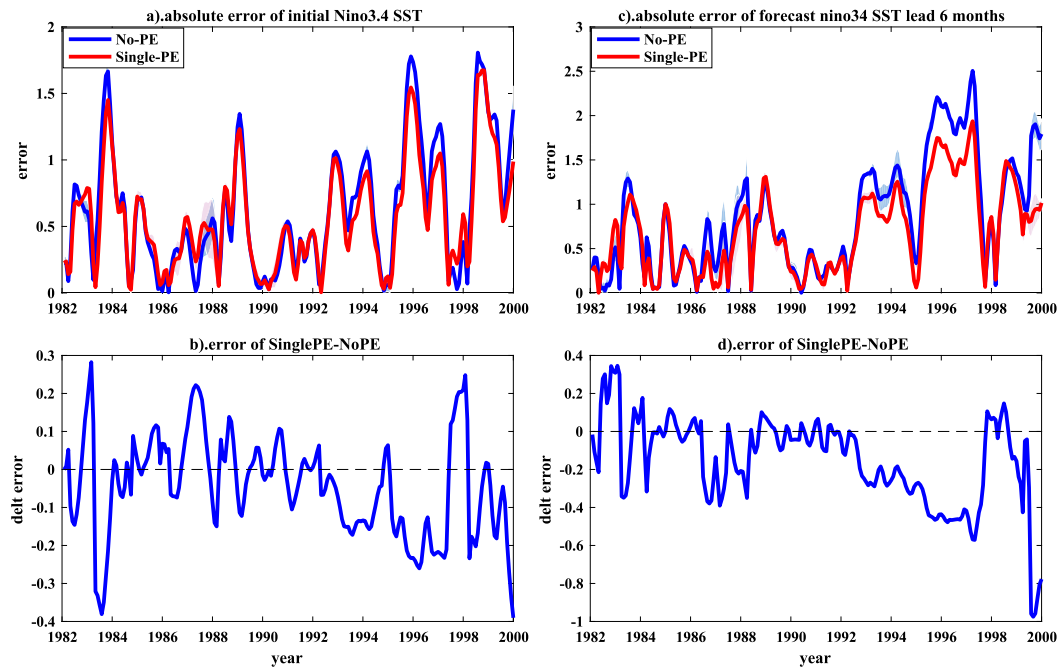 a).absolute error of initial Nino3.4 SST
2
1.5
1
0.5
0
error
No-PE
Single-PE
1982 1984 1986 1988 1990 1992 1994 1996 1998 2000
c).absolute error of forecast nino34 SST lead 6 months
3
2.5
2
1.5
1
0.5
0
error
No-PE
Single-PE
1982 1984 1986 1988 1990 1992 1994 1996 1998 2000
b).error of SinglePE-NoPE
0.3
0.2
0.1
0
-0.1
-0.2
-0.3
-0.4
delt error
1982 1984 1986 1988 1990 1992 1994 1996 1998 2000
year
d).error of SinglePE-NoPE
0.4
0.2
0
-0.2
-0.4
-0.6
-0.8
-1
delt error
1982 1984 1986 1988 1990 1992 1994 1996 1998 2000
year